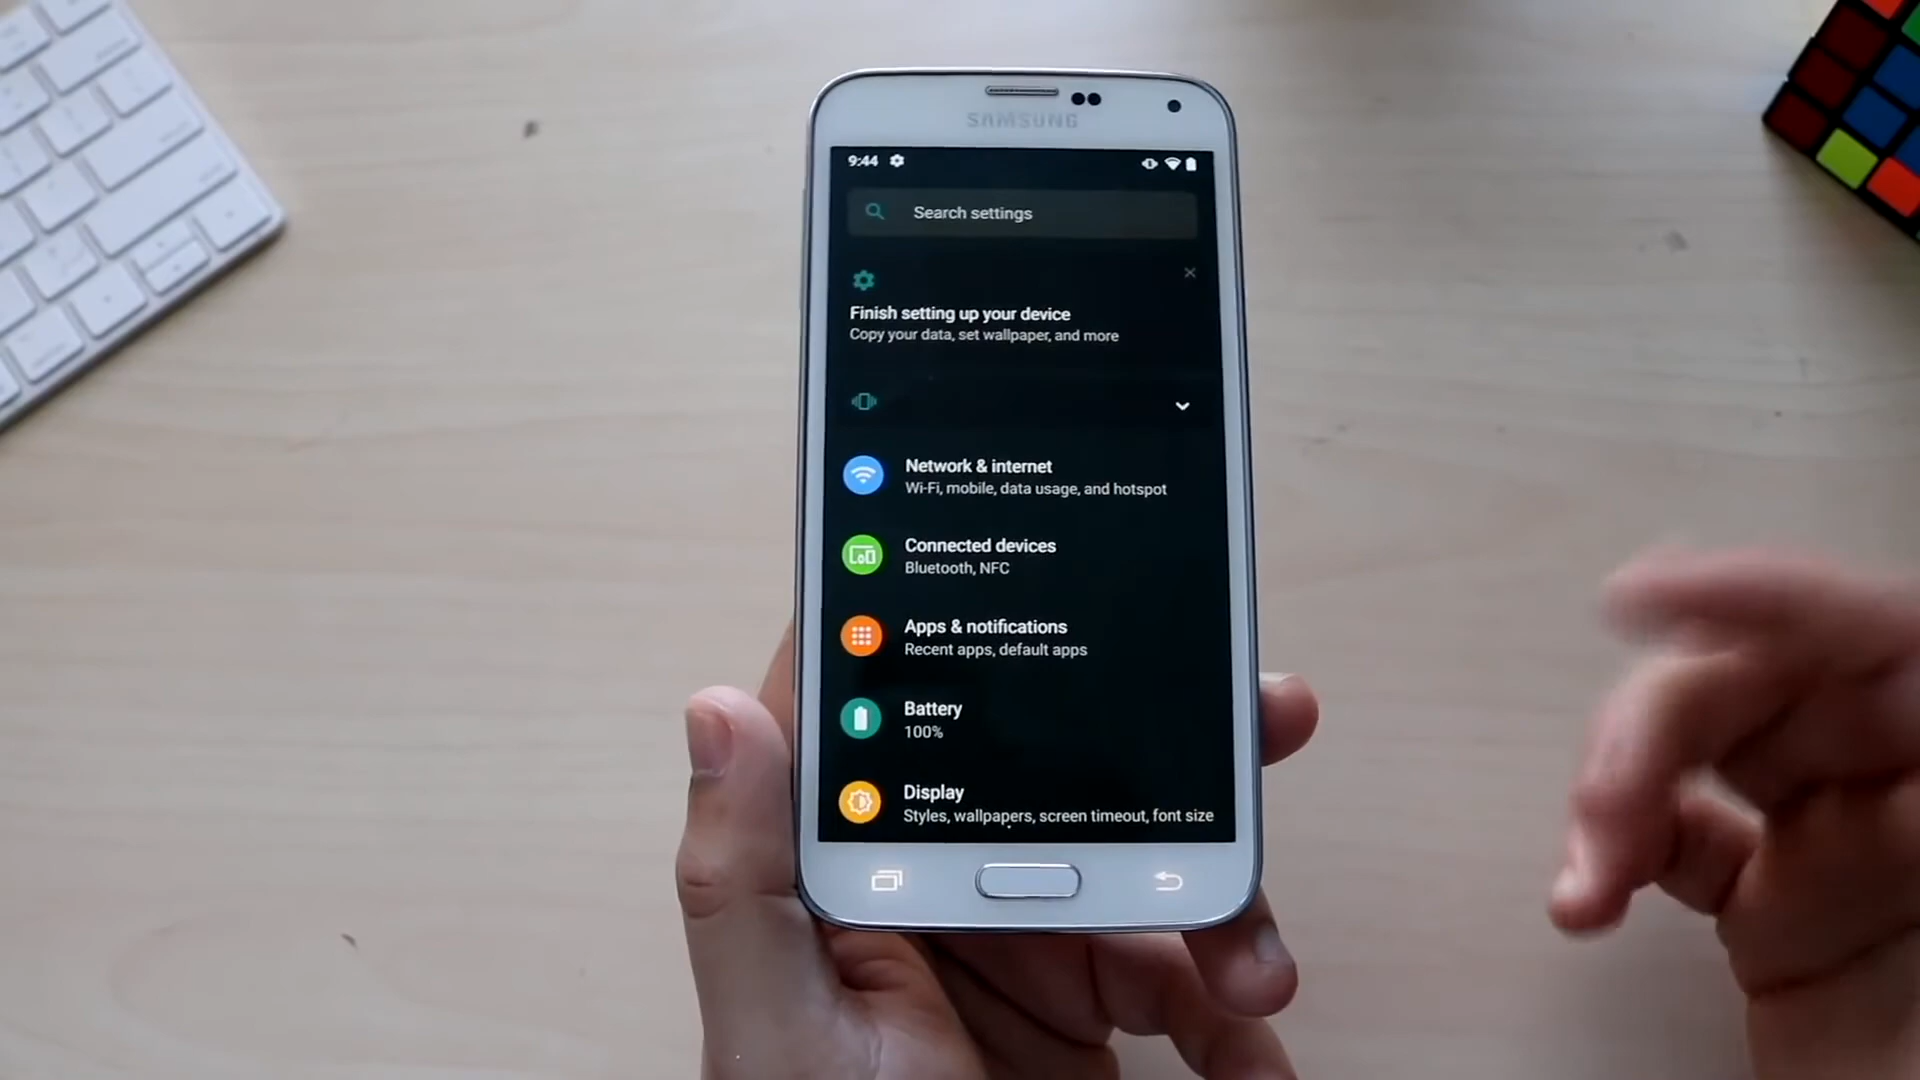 SAMSUNG
9:44
Search settings
Finish setting up your device
Copy your data, set wallpaper, and more
Network & internet
Wi-Fi, mobile, data usage, and hotspot
Connected devices
Bluetooth, NFC
Apps & notifications
Recent apps, default apps
Battery
100%
Display
Styles, wallpapers, screen timeout, font size